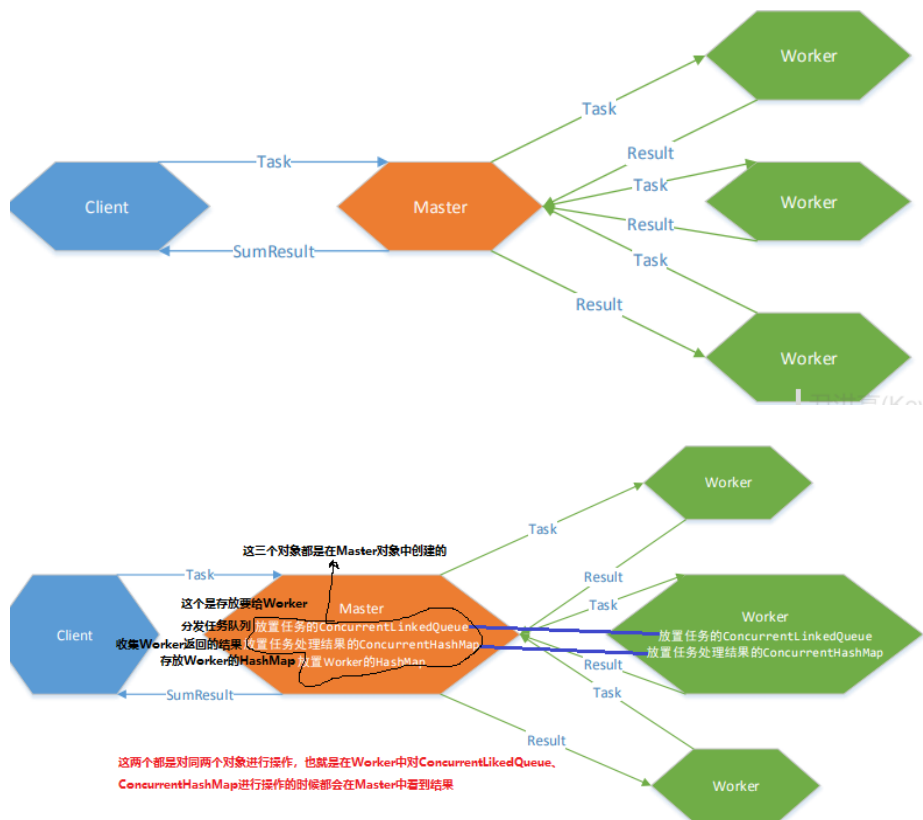 Worker
Task
Result
Task
Client
Master
Task
Worker
Result
SumResult
Task
Result
Worker
Worker
这三个对象都是在Master对象中创建的
Task
Result
这个是存放要给Worker
Task
Master
Worker
分发任务队列
放置任务的ConcurrentLinkedQueue
Client
放置任务的ConcurrentLinkedQueue
收集Worker返回的结果
放置任务处理结果的ConcurrentHashMap
放置任务处理结果的ConcurrentHashMap
存放Worker的HashMap
放置Worker的HashMap
Result
SumResult
Task
Result
这两个都是对同两个对象进行操作，也就是在Worker中对ConcurrentLikedQueue、
ConcurrentHashMap进行操作的时候都会在Master中看到结果
Worker